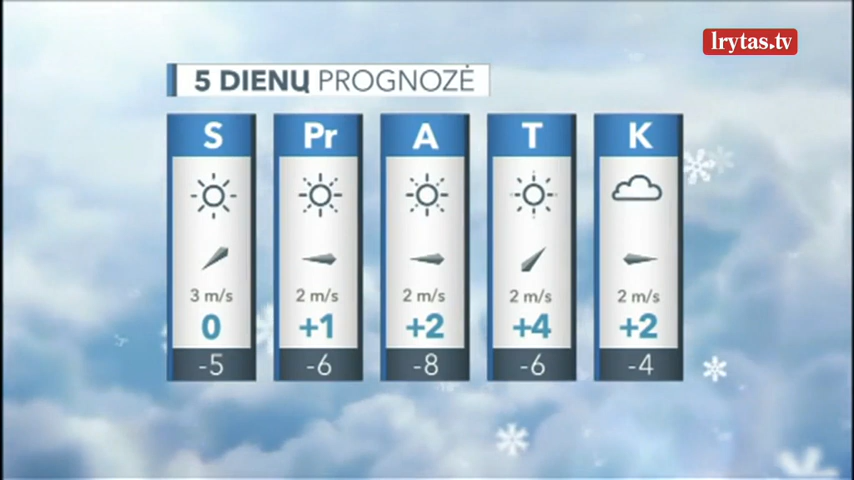 lrytas.tv
5 DIENŲ PROGNOZĖ
S Pr A T K
3 m/s 2 m/s 2 m/s 2 m/s 2 m/s
0 +1 +2 +4 +2
-5 -6 -8 -6 -4